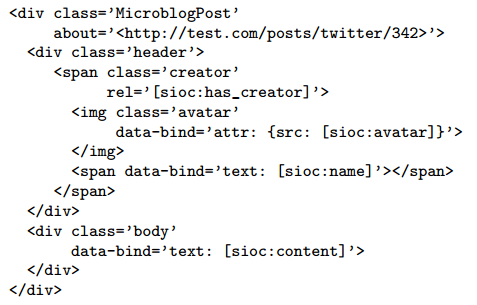 <div class=’MicroblogPost’
     about=’<http://test.com/posts/twitter/342>’>
  <div class=’header’>
     <span class=’creator’
           rel=’[sioc:has_creator]’>
       <img class=’avatar’
            data-bind=’attr: {src: [sioc:avatar]}’>
       </img>
       <span data-bind=’text: [sioc:name]’></span>
     </span>
  </div>
  <div class=’body’
       data-bind=’text: [sioc:content]’>
  </div>
</div>